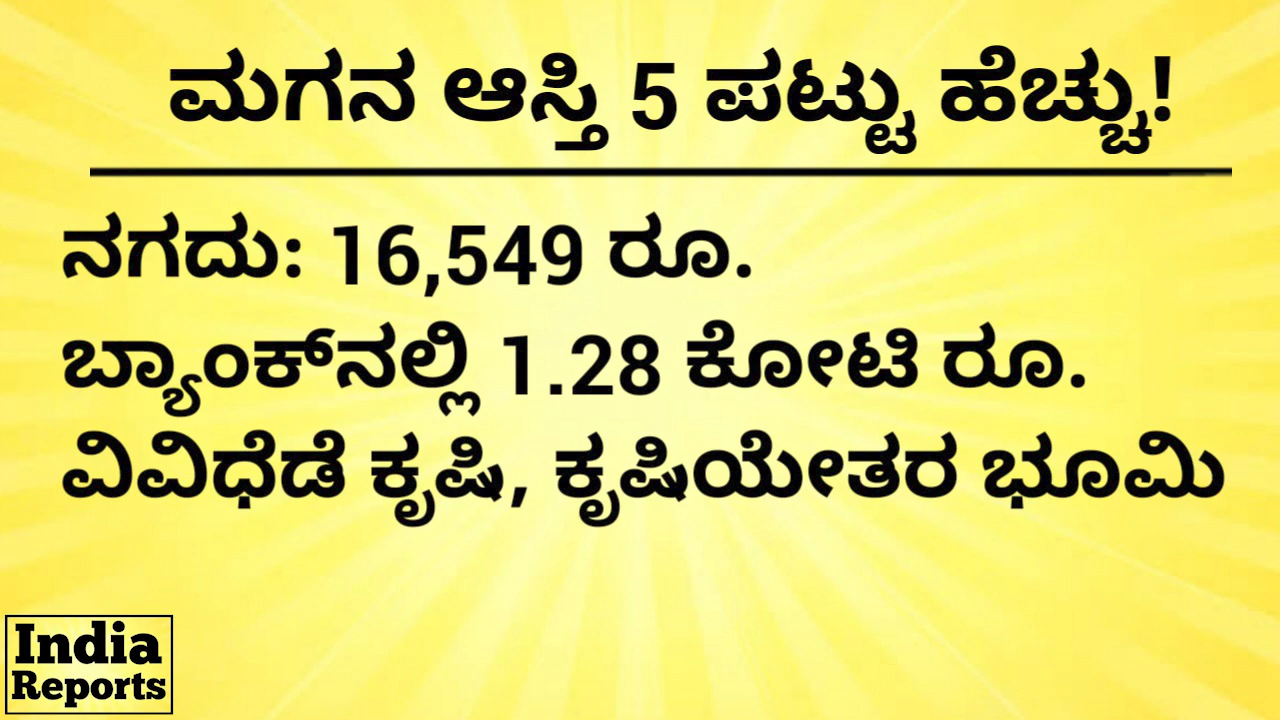 ಮಗನ ಆಸ್ತಿ 5 ಪಟ್ಟು ಹೆಚ್ಚು!
ನಗದು: 16,549 ರೂ.
ಬ್ಯಾಂಕ್‌ನಲ್ಲಿ 1.28 ಕೋಟಿ ರೂ.
ವಿವಿಧೆಡೆ ಕೃಷಿ, ಕೃಷಿಯೇತರ ಭೂಮಿ
India
Reports